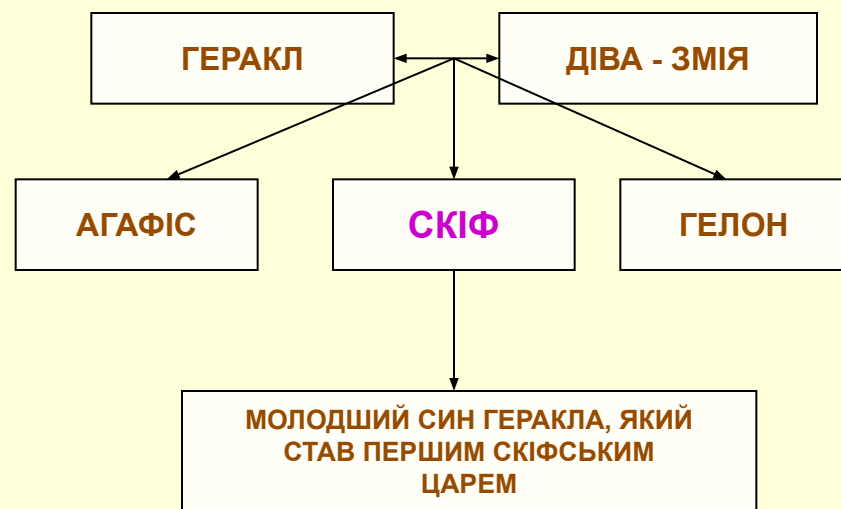 ГЕРАКЛ
ДІВА - ЗМІЯ
АГАФІС
СКІФ
ГЕЛОН
МОЛОДШИЙ СИН ГЕРАКЛА, ЯКИЙ
СТАВ ПЕРШИМ СКІФСЬКИМ
ЦАРЕМ